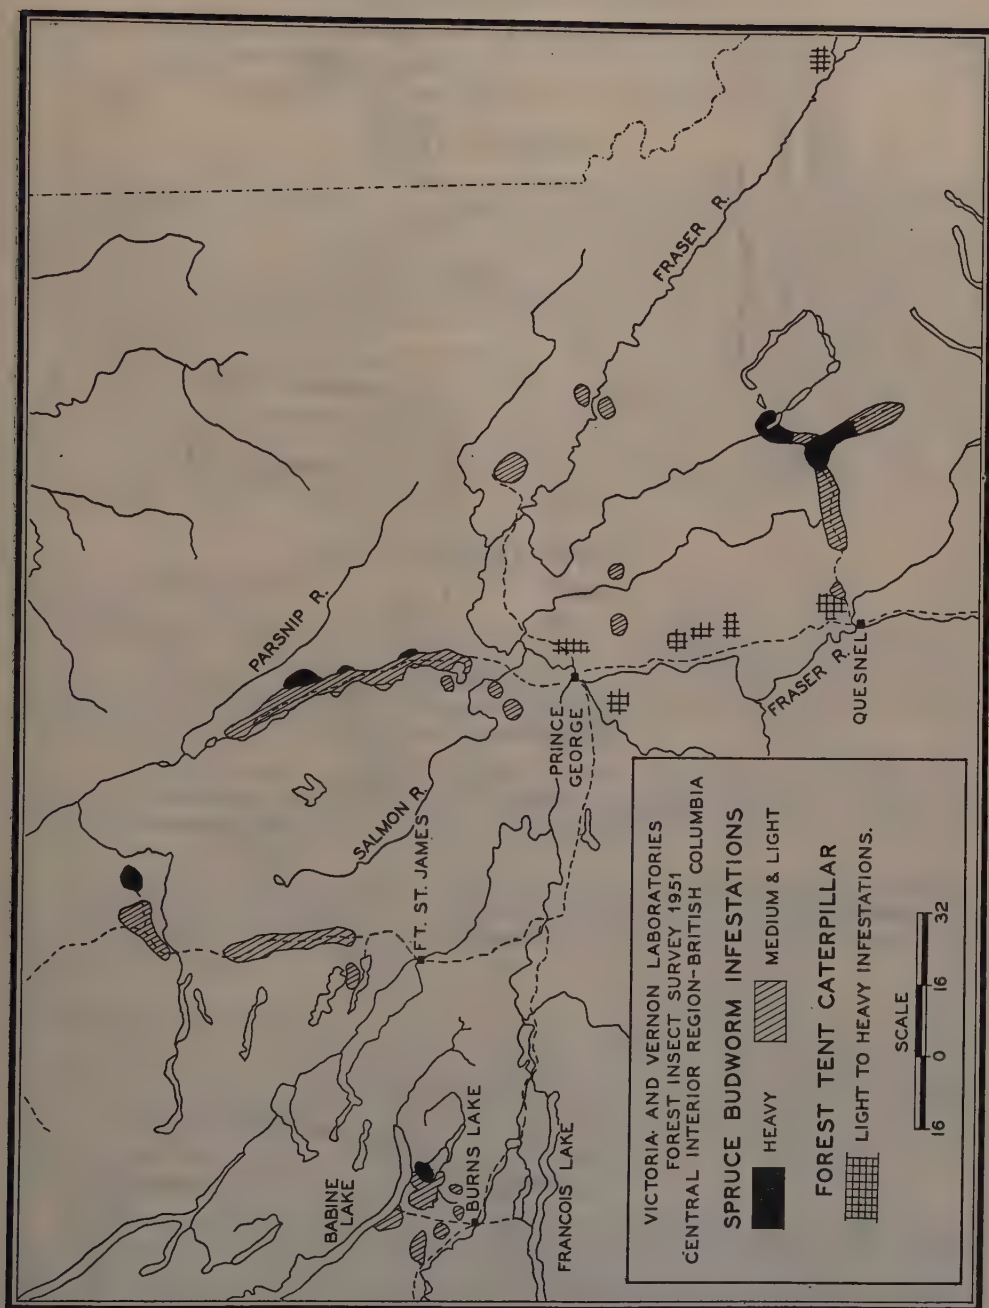 FRASER R.
PARSNIP R.
SALMON R.
FT. ST. JAMES
PRINCE
GEORGE
FRASER R.
QUESNEL
BABINE
LAKE
BURNS LAKE
FRANCOIS LAKE
VICTORIA AND VERNON LABORATORIES
FOREST INSECT SURVEY 1951
CENTRAL INTERIOR REGION-BRITISH COLUMBIA
SPRUCE BUDWORM INFESTATIONS
HEAVY
MEDIUM & LIGHT
FOREST TENT CATERPILLAR
LIGHT TO HEAVY INFESTATIONS.
SCALE
16 0 16 32